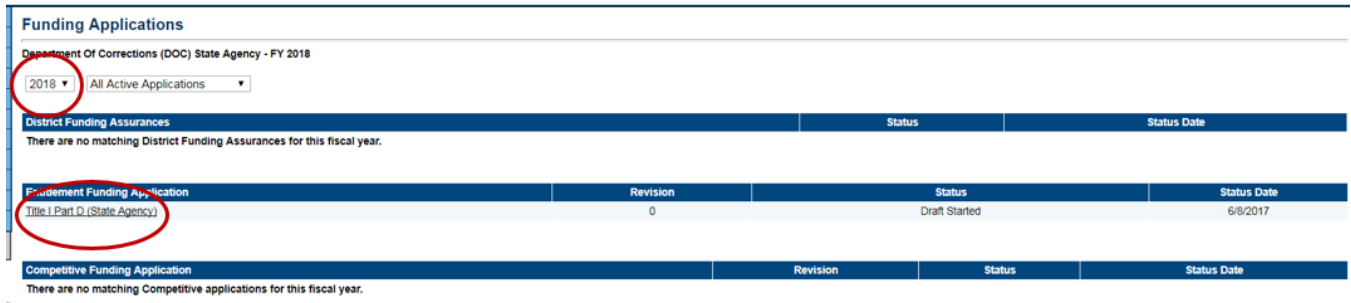 Funding Applications
Department Of Corrections (DOC) State Agency - FY 2018
2018 All Active Applications
District Funding Assurances Status Status Date
There are no matching District Funding Assurances for this fiscal year.
Entitlement Funding Application Revision Status Status Date
Title I Part D (State Agency) 0 Draft Started 6/8/2017
Competitive Funding Application Revision Status Status Date
There are no matching Competitive applications for this fiscal year.